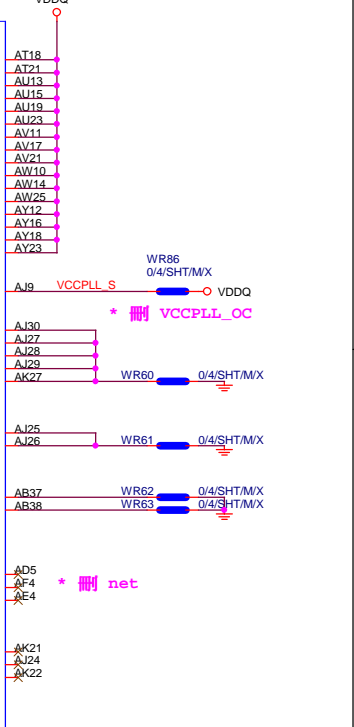 VDDQ
AT18
AT21
AU13
AU15
AU19
AU23
AV11
AV17
AV21
AW10
AW14
AW25
AY12
AY16
AY18
AY23
WR86
0/4/SHT/M/X
AJ9 VCCPLL_S VDDQ
* 刪 VCCPLL_OC
AJ30
AJ27
AJ28
AJ29
AK27 WR60 0/4/SHT/M/X
AJ25
AJ26 WR61 0/4/SHT/M/X
AB37 WR62 0/4/SHT/M/X
AB38 WR63 0/4/SHT/M/X
AD5
AF4 * 刪 net
AE4
AK21
AJ24
AK22